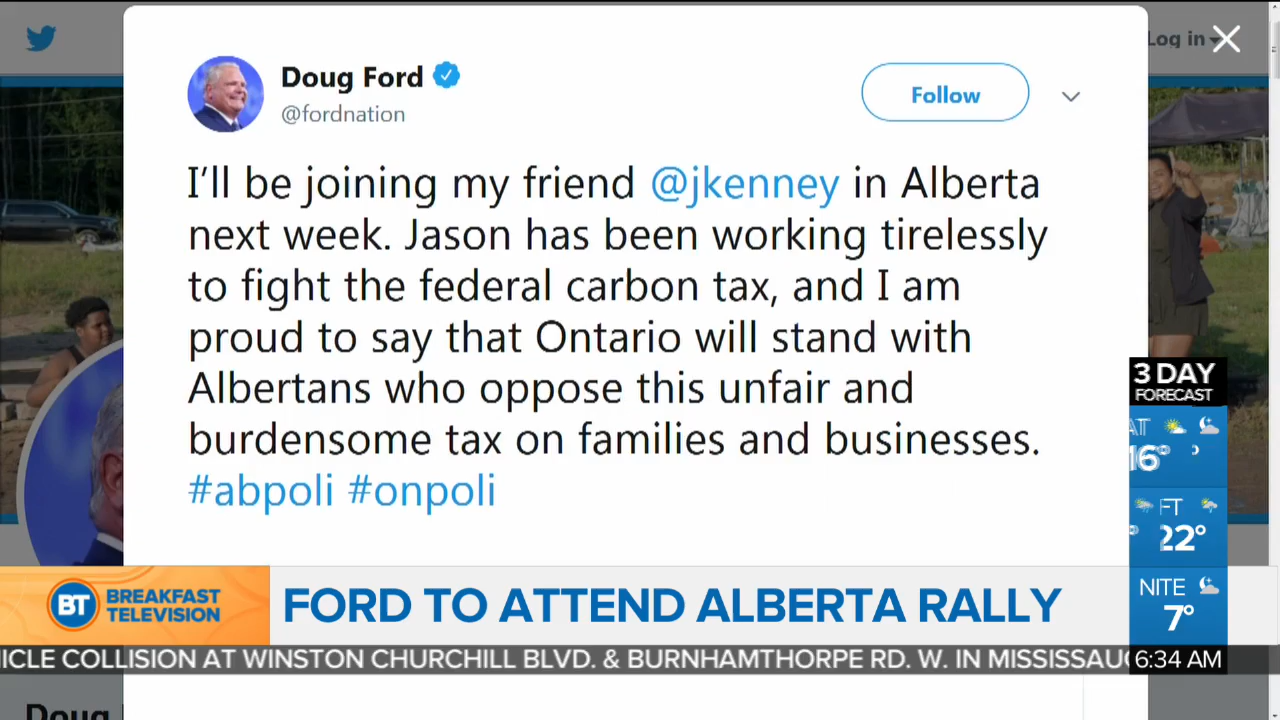 Log in
Doug Ford
@fordnation
Follow
I'll be joining my friend @jkenney in Alberta
next week. Jason has been working tirelessly
to fight the federal carbon tax, and I am
proud to say that Ontario will stand with
Albertans who oppose this unfair and
burdensome tax on families and businesses.
#abpoli #onpoli
3 DAY
FORECAST
16°
22°
NITE
7°
BT BREAKFAST
TELEVISION
FORD TO ATTEND ALBERTA RALLY
ICLE COLLISION AT WINSTON CHURCHILL BLVD. & BURNHAMTHORPE RD. W. IN MISSISSAU
6:34 AM
Doug